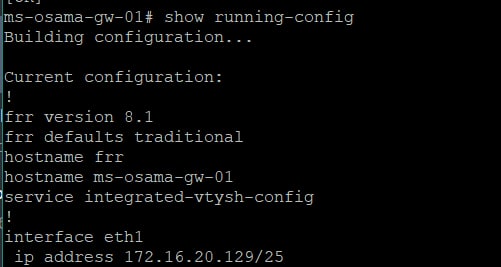 ms-osama-gw-01# show running-config
Building configuration...
Current configuration:
!
frr version 8.1
frr defaults traditional
hostname frr
hostname ms-osama-gw-01
service integrated-vtysh-config
!
interface eth1
 ip address 172.16.20.129/25